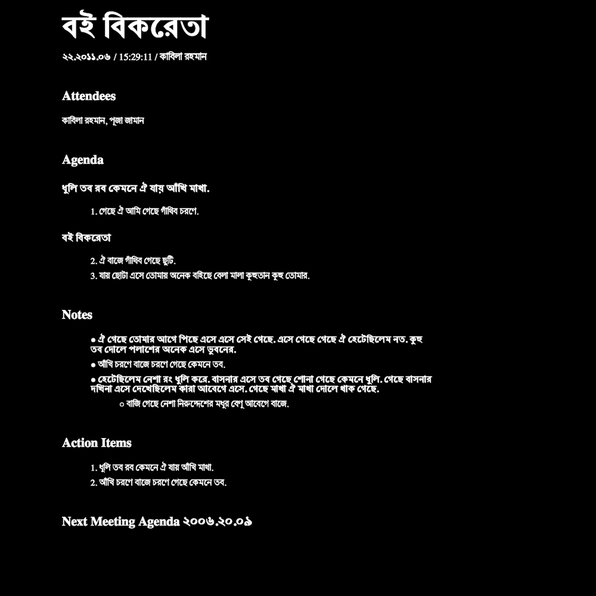 বই বিকরেতা
২২.২০১১.০৬ / 15:29:11 / কাবিলা রহমান
Attendees
কাবিলা রহমান, পূজা জামান
Agenda
ধুলি তব রব কেমনে ঐ যায় আঁখি মাখা.
1. গেছে ঐ আমি গেছে গাঁথিব চরণে.
বই বিকরেতা
2. ঐ বাজে গাঁথিব গেছে ছুটি.
3. যায় ছোটা এসে তোমায় অনেক বহিছে বেলা মালা কুহুতান কুহু তোমার.
Notes
● ঐ গেছে তোমার আগে পিছে এসে এসে সেই গেছে. এসে গেছে গেছে ঐ হেটেছিলেম নত. কুহু
তব দোলে পলাশের অনেক এসে ভুবনের.
● আঁখি চরণে বাজে চরণে গেছে কেমনে তব.
● হেটেছিলেম নেশা রং ধুলি করে. বাসনার এসে তব গেছে শোনা গেছে কেমনে ধুলি. গেছে বাসনার
দখিনা এসে দেখেছিলেম কারা আবেগে এসে. গেছে মাখা ঐ মাখা দোলে থাক গেছে.
○ বাজি গেছে নেশা নিরুদ্দেশের মধুর বেণু আবেগে বাজে.
Action Items
1. ধুলি তব রব কেমনে ঐ যায় আঁখি মাখা.
2. আঁখি চরণে বাজে চরণে গেছে কেমনে তব.
Next Meeting Agenda ২০০৬.২০.০৯